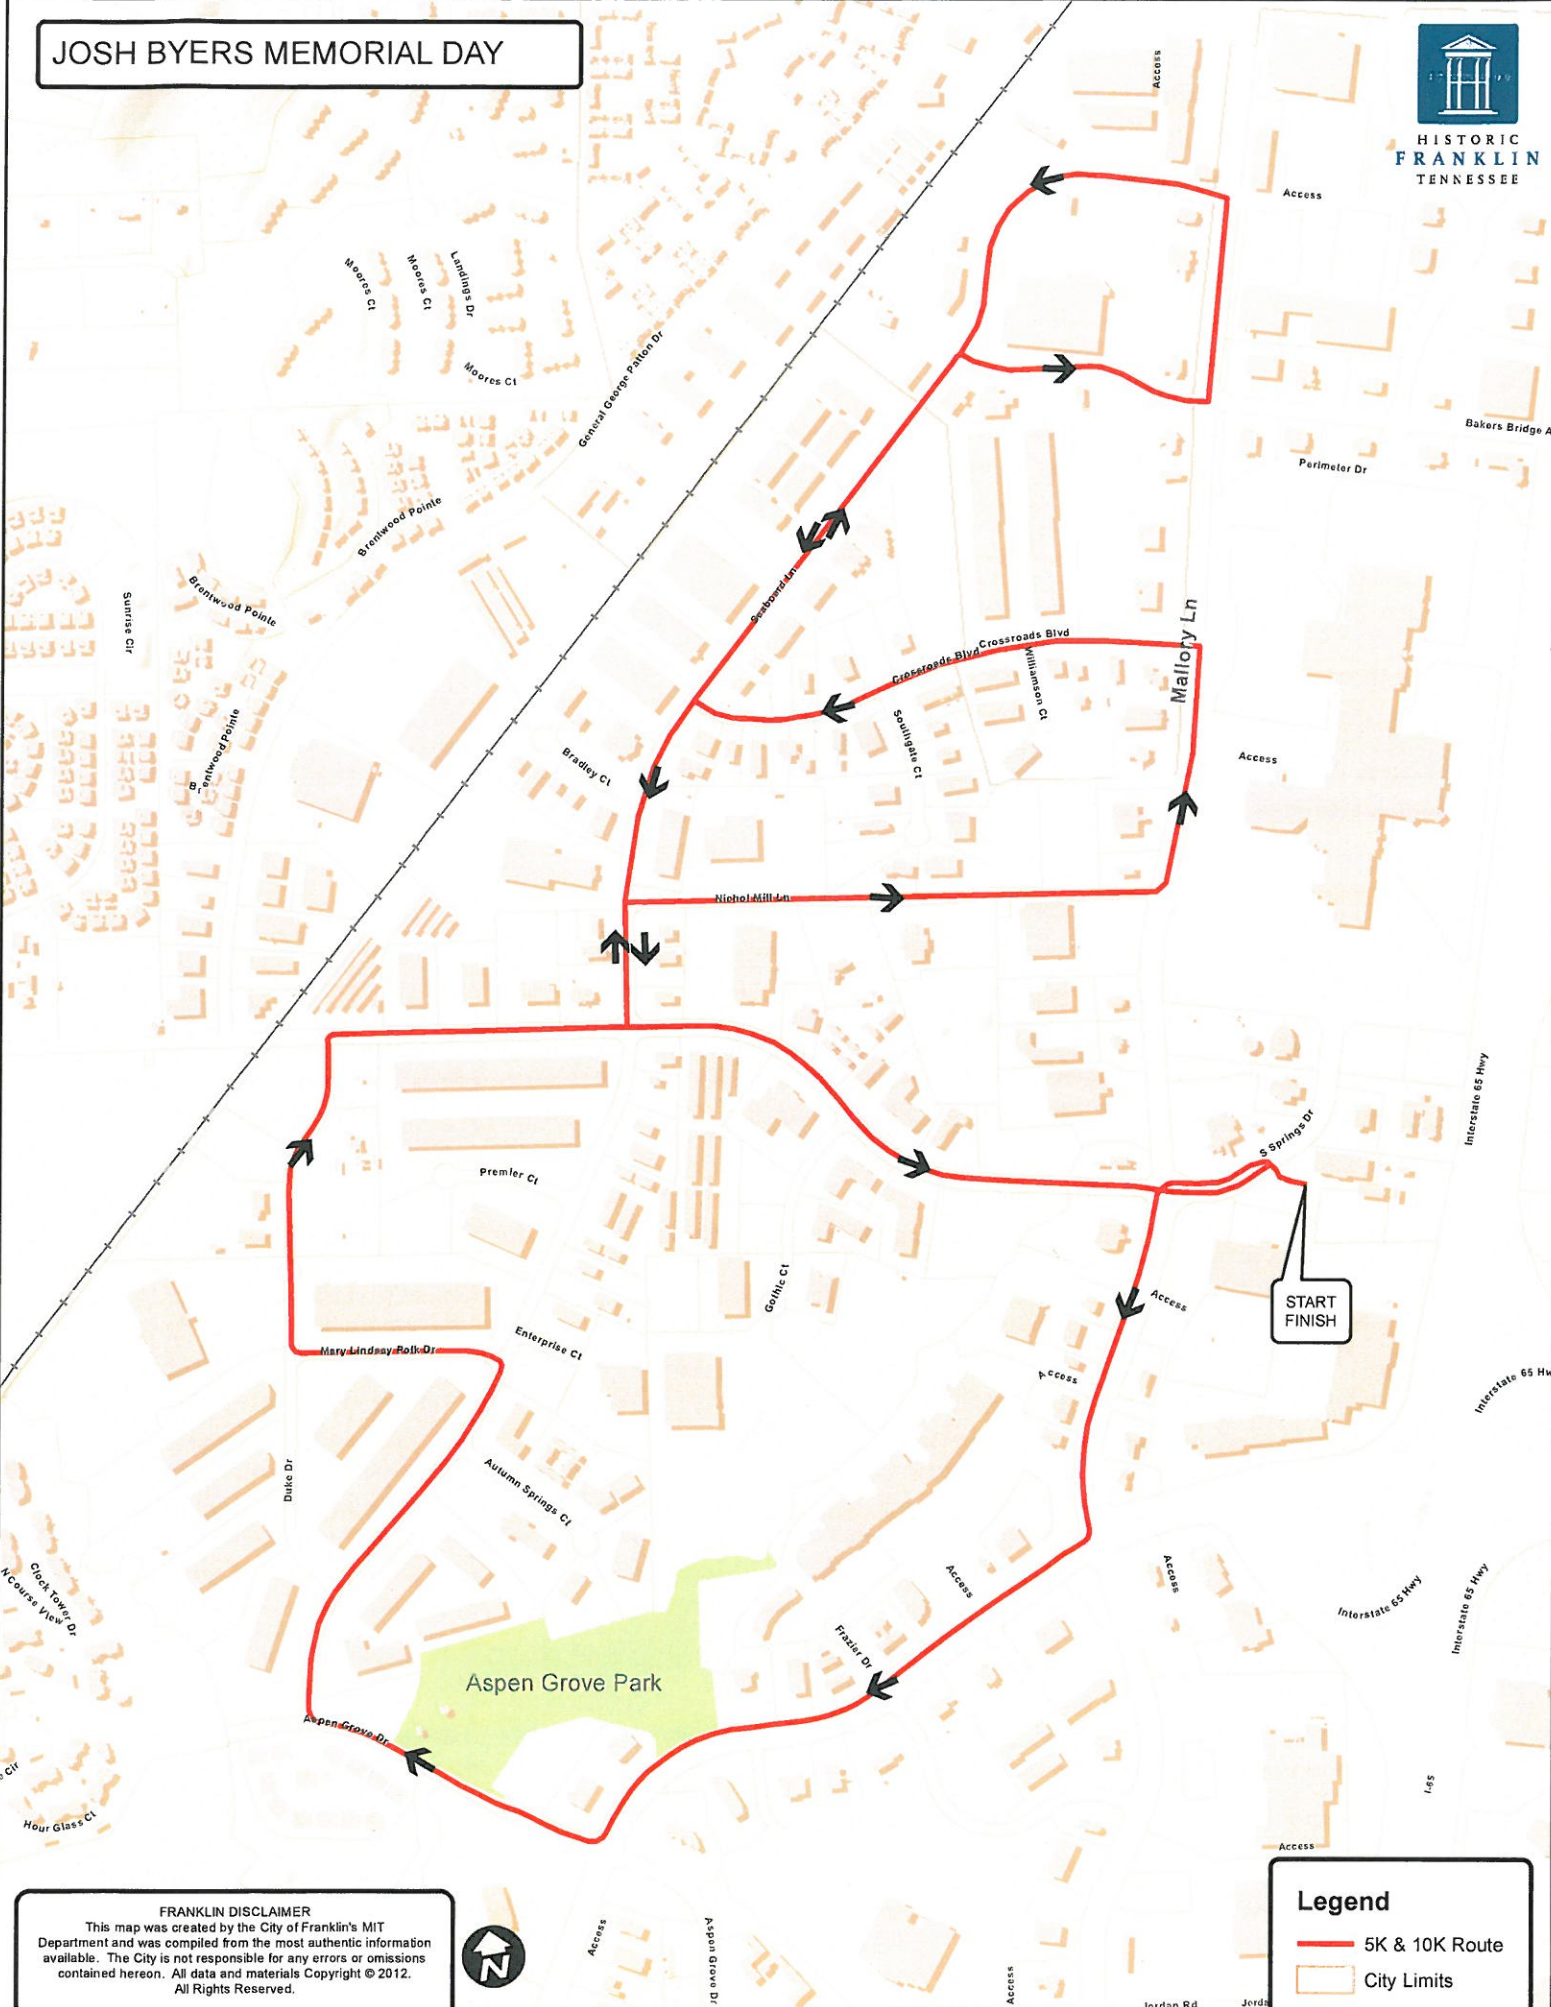 JOSH BYERS MEMORIAL DAY
HISTORIC
FRANKLIN
TENNESSEE
Access
Access
Moores Ct
Moores Ct
Landings Dr
Moores Ct
General George Patton Dr
Bakers Bridge A
Perimeter Dr
Brentwood Pointe
Brentwood Pointe
Sunrise Cir
Seaboard Ln
Crossroads Blvd
Crossroads Blvd
Williamson Ct
Mallory Ln
Southgate Ct
Brentwood Pointe
Bradley Ct
Access
Nichol Mill Ln
Interstate 65 Hwy
S Springs Dr
Premier Ct
Gothic Ct
Access
START
FINISH
Enterprise Ct
Mary Lindsay Polk Dr
Access
Interstate 65 Hw
Duke Dr
Autumn Springs Ct
Clock Tower Dr
N Course View
Access
Access
Interstate 65 Hwy
Interstate 65 Hwy
Frazier Dr
Aspen Grove Park
Aspen Grove Dr
Cir
Hour Glass Ct
I-65
Access
FRANKLIN DISCLAIMER
This map was created by the City of Franklin's MIT
Department and was compiled from the most authentic information
available. The City is not responsible for any errors or omissions
contained hereon. All data and materials Copyright © 2012.
All Rights Reserved.
N
Access
Aspen Grove Dr
Access
Jordan Rd
Jorda
Legend
5K & 10K Route
City Limits